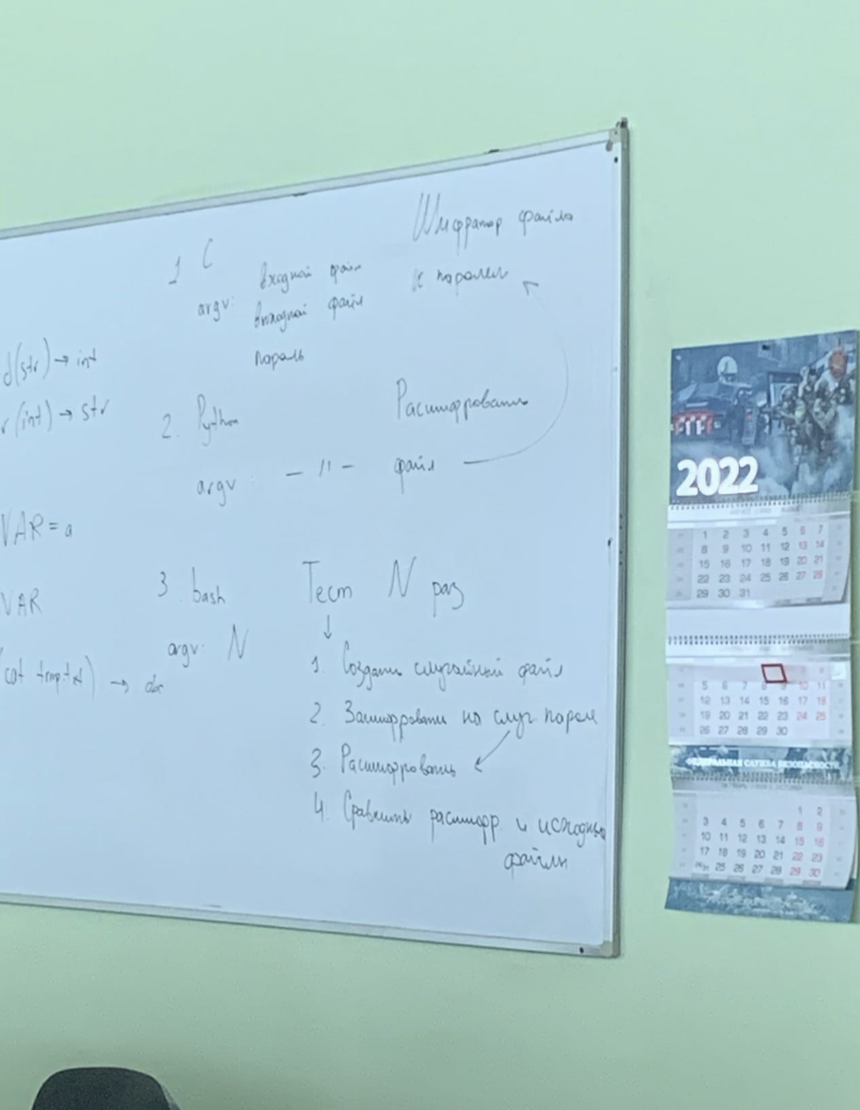 d(str) → int
r(int) → str
VAR = a
VAR
cat tmp.txt) →
1 C
argv: входной файл
выходной файл
пароль
Шифратор файла
с паролем
2. Python
argv: — // —
Расшифровать
файл
3. bash
argv: N
Тест N раз
↓
1. Создать случайный файл
2. Зашифровать на случ. парол
3. Расшифровать
4. Сравнить расшифр и исходный
файлы
2022
1 2 3 4 5 6 7
8 9 10 11 12 13 14
15 16 17 18 19 20 21
22 23 24 25 26 27 28
29 30 31
5 6 7 8 9 10 11
12 13 14 15 16 17 18
19 20 21 22 23 24 25
26 27 28 29 30
ФЕДЕРАЛЬНАЯ СЛУЖБА БЕЗОПАСНОСТИ
1 2
3 4 5 6 7 8 9
10 11 12 13 14 15 16
17 18 19 20 21 22 23
24/31 25 26 27 28 29 30